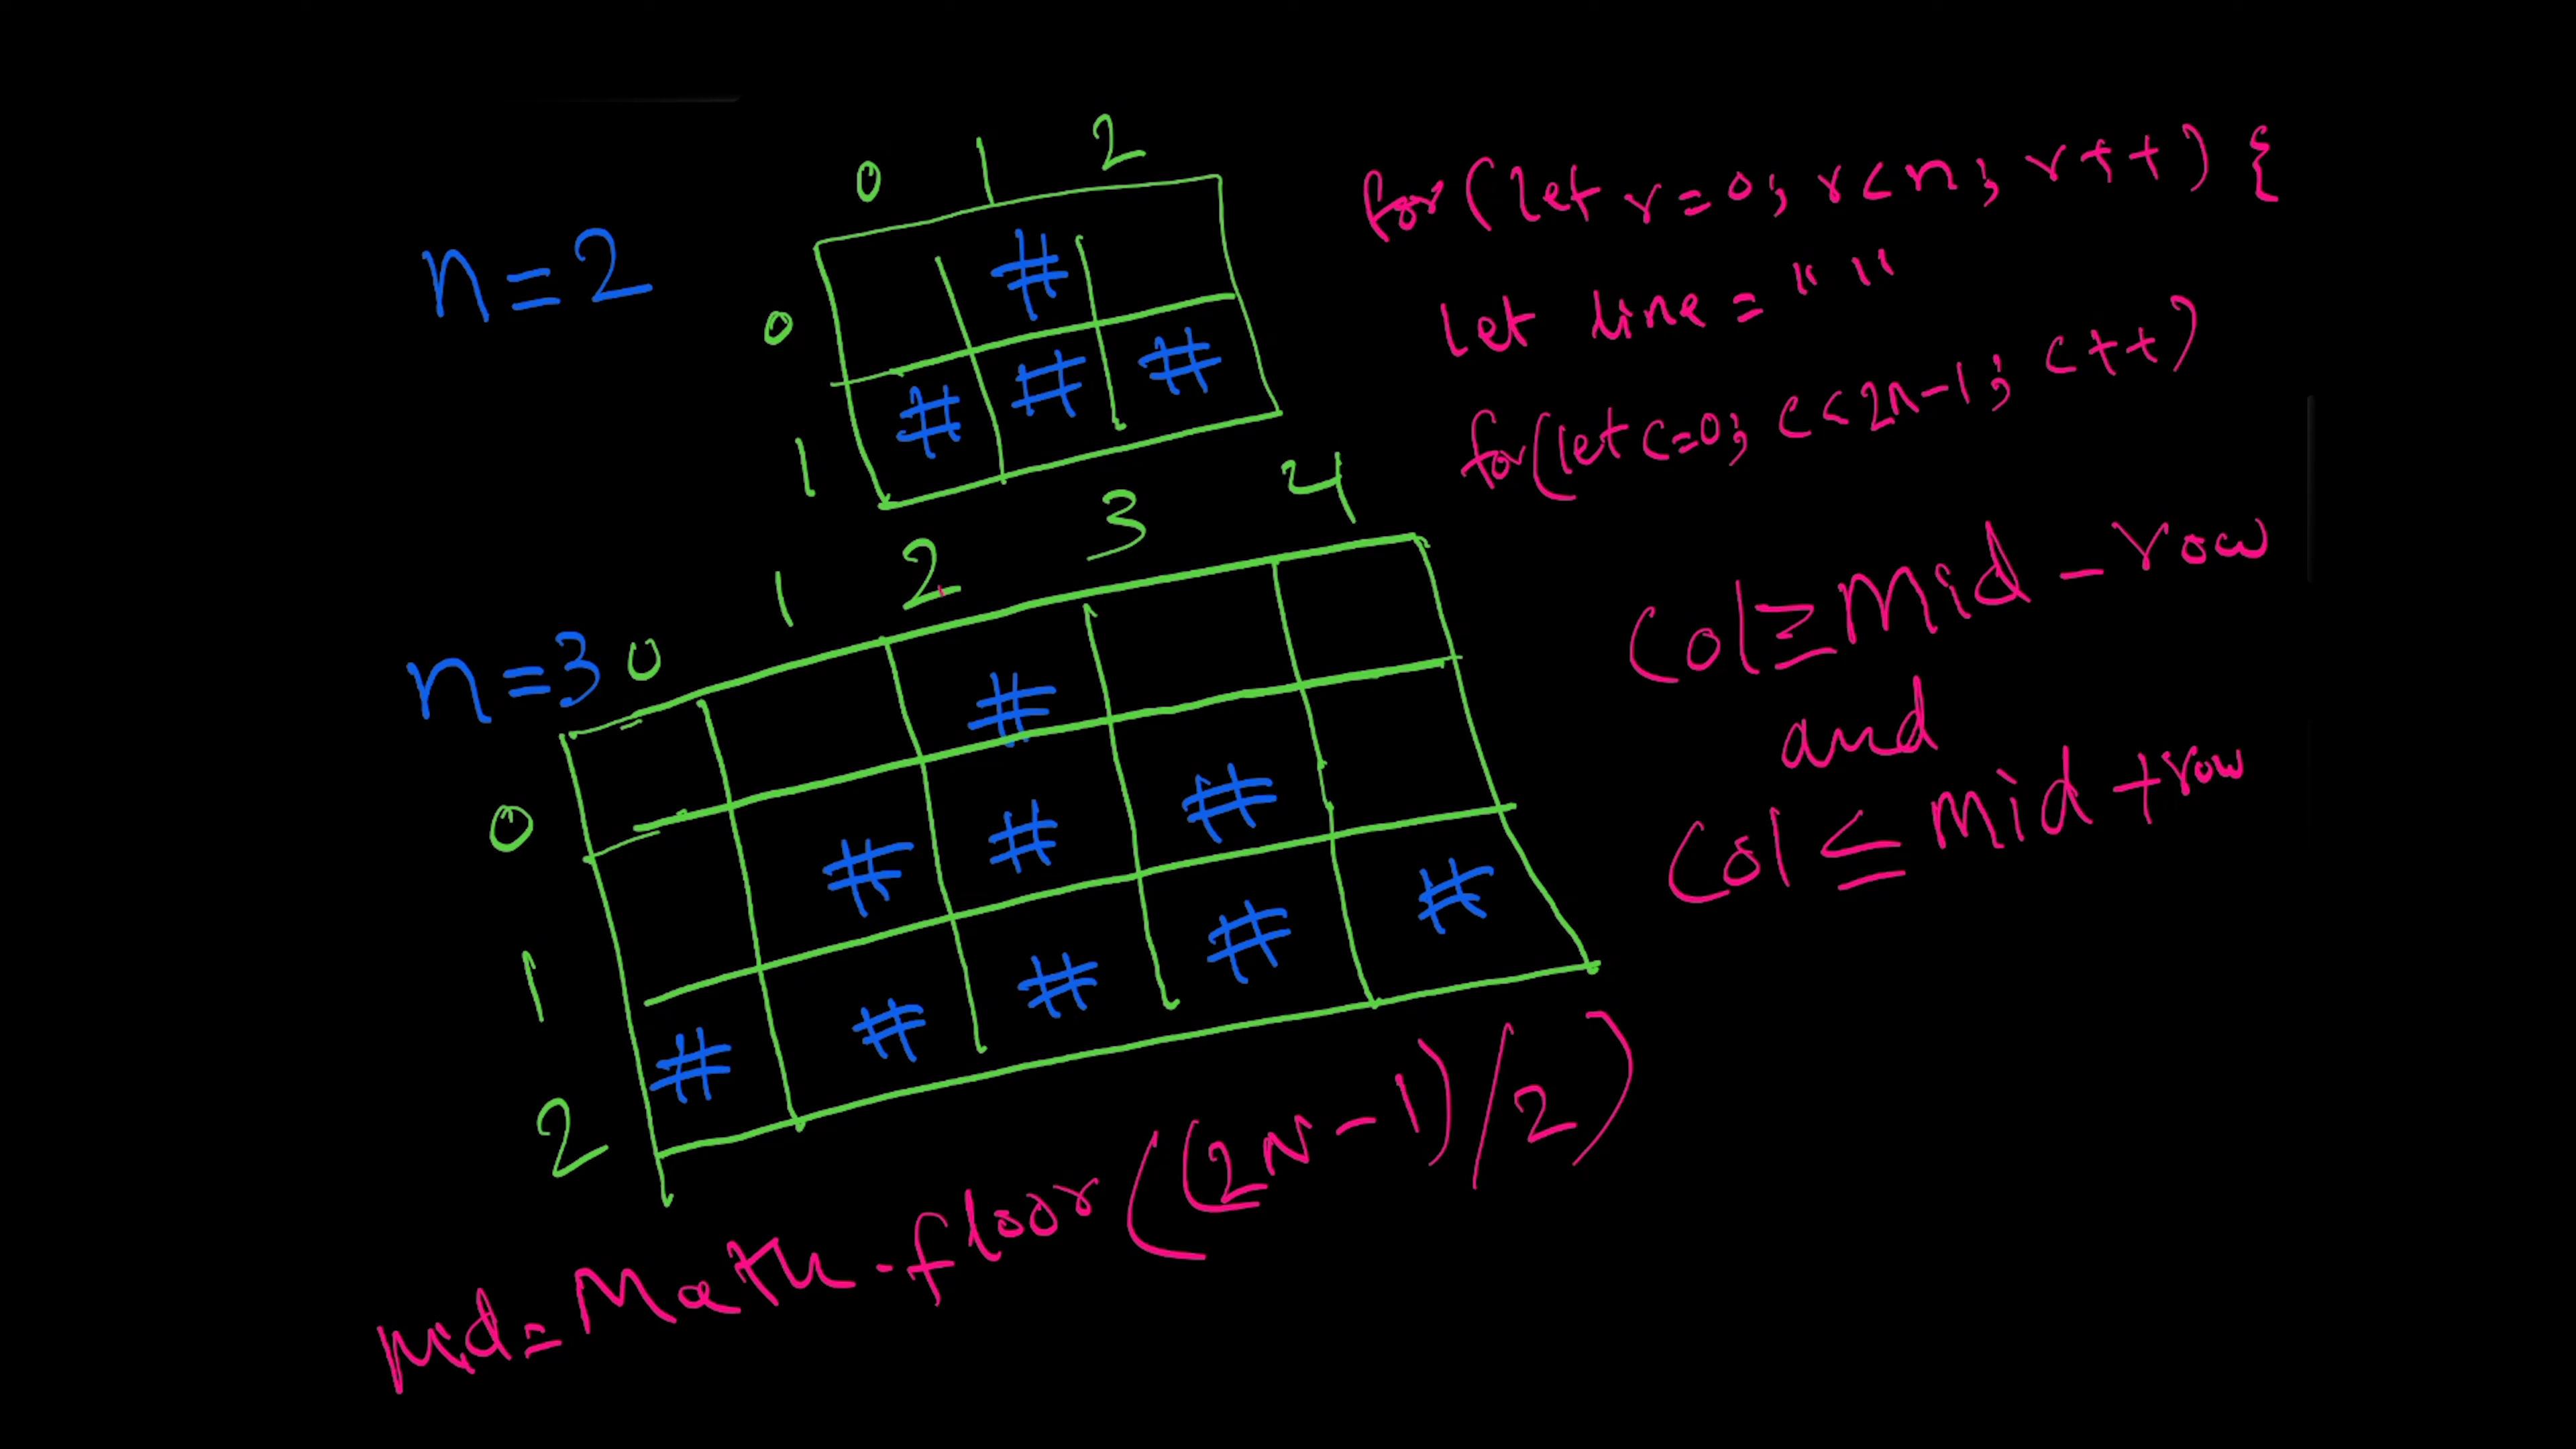 n=2
0 1 2
0 #
1 # # #
for(let r=0; r<n; r++) {
let line = " "
for(let c=0; c<2n-1; c++)
n=3
0 1 2 3 4
0 #
1 # # #
2 # # # # #
Col≥Mid-row
and
Col≤Mid+row
Mid=Math.floor((2N-1)/2)